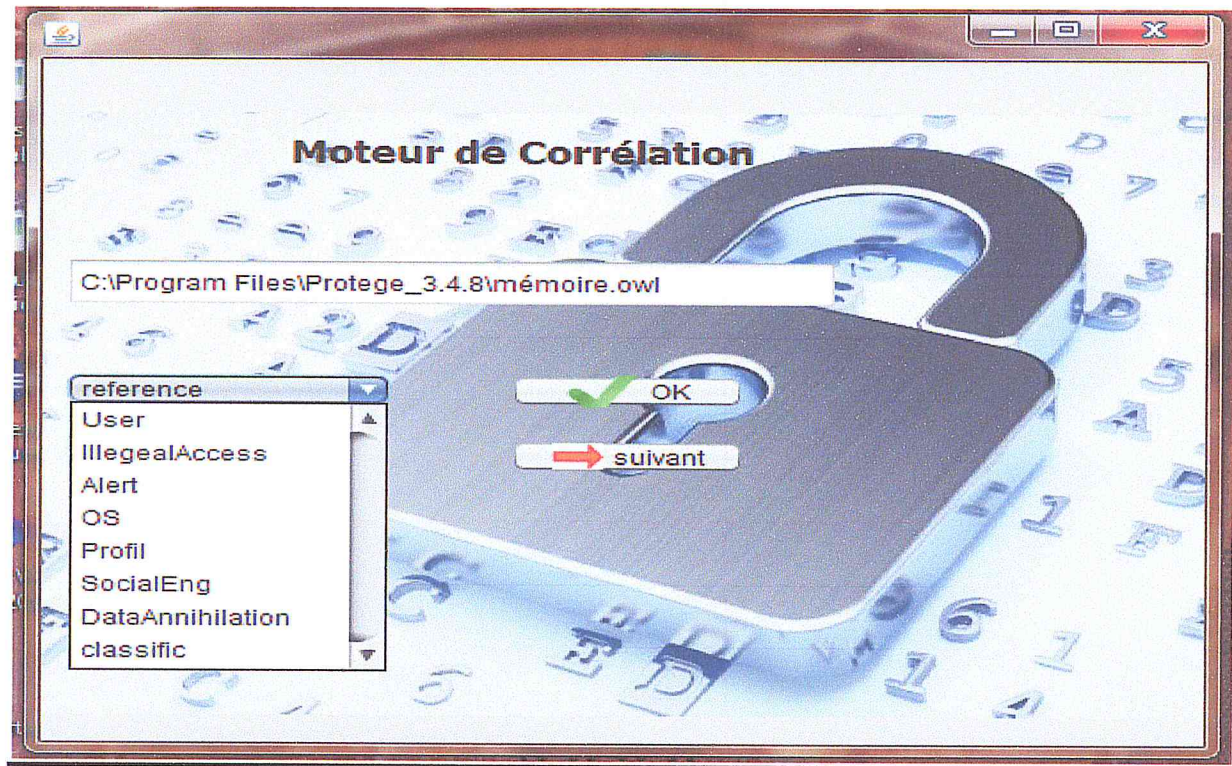 Moteur de Corrélation
C:\Program Files\Protege_3.4.8\mémoire.owl
reference
OK
suivant
User
IllegealAccess
Alert
OS
Profil
SocialEng
DataAnnihilation
classific